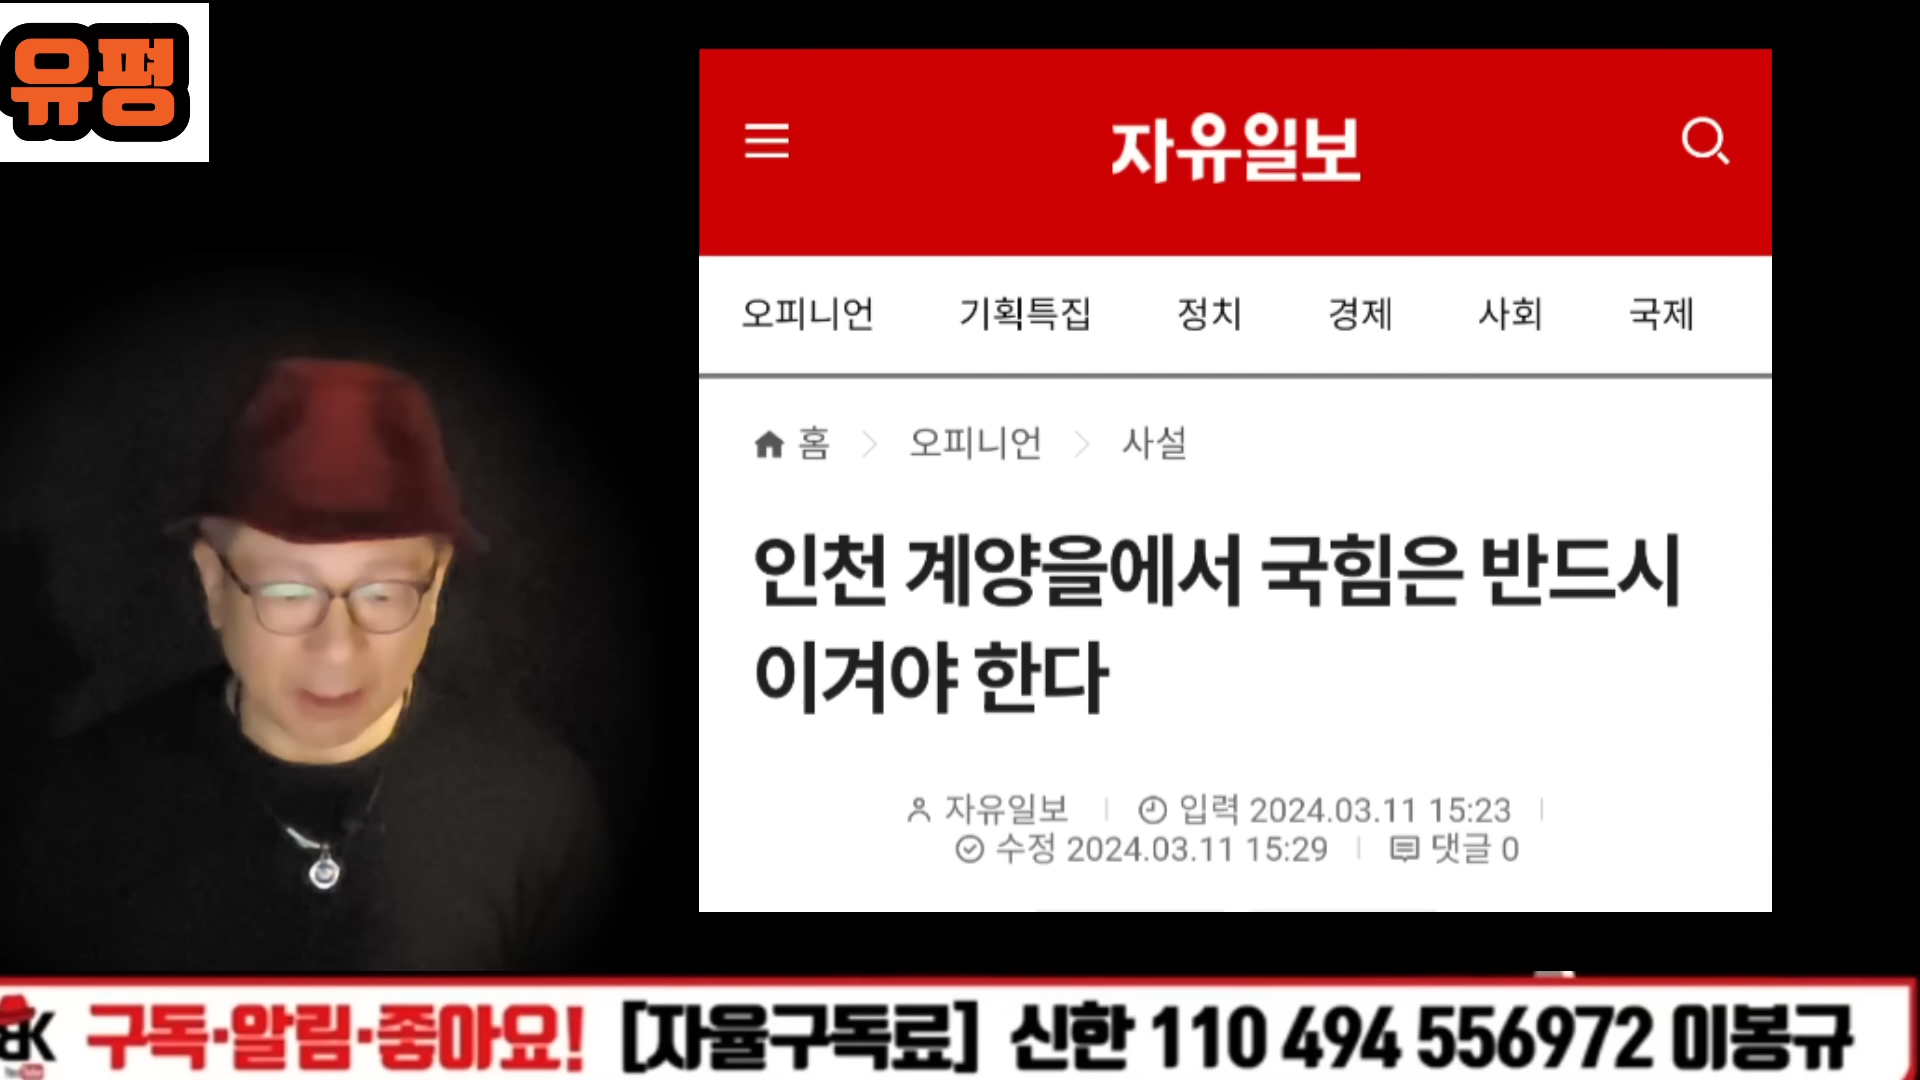 유평
자유일보
오피니언 기획특집 정치 경제 사회 국제
홈 > 오피니언 > 사설
인천 계양을에서 국힘은 반드시
이겨야 한다
자유일보 | 입력 2024.03.11 15:23 |
수정 2024.03.11 15:29 | 댓글 0
구독·알림·좋아요! [자율구독료] 신한 110 494 556972 이봉규